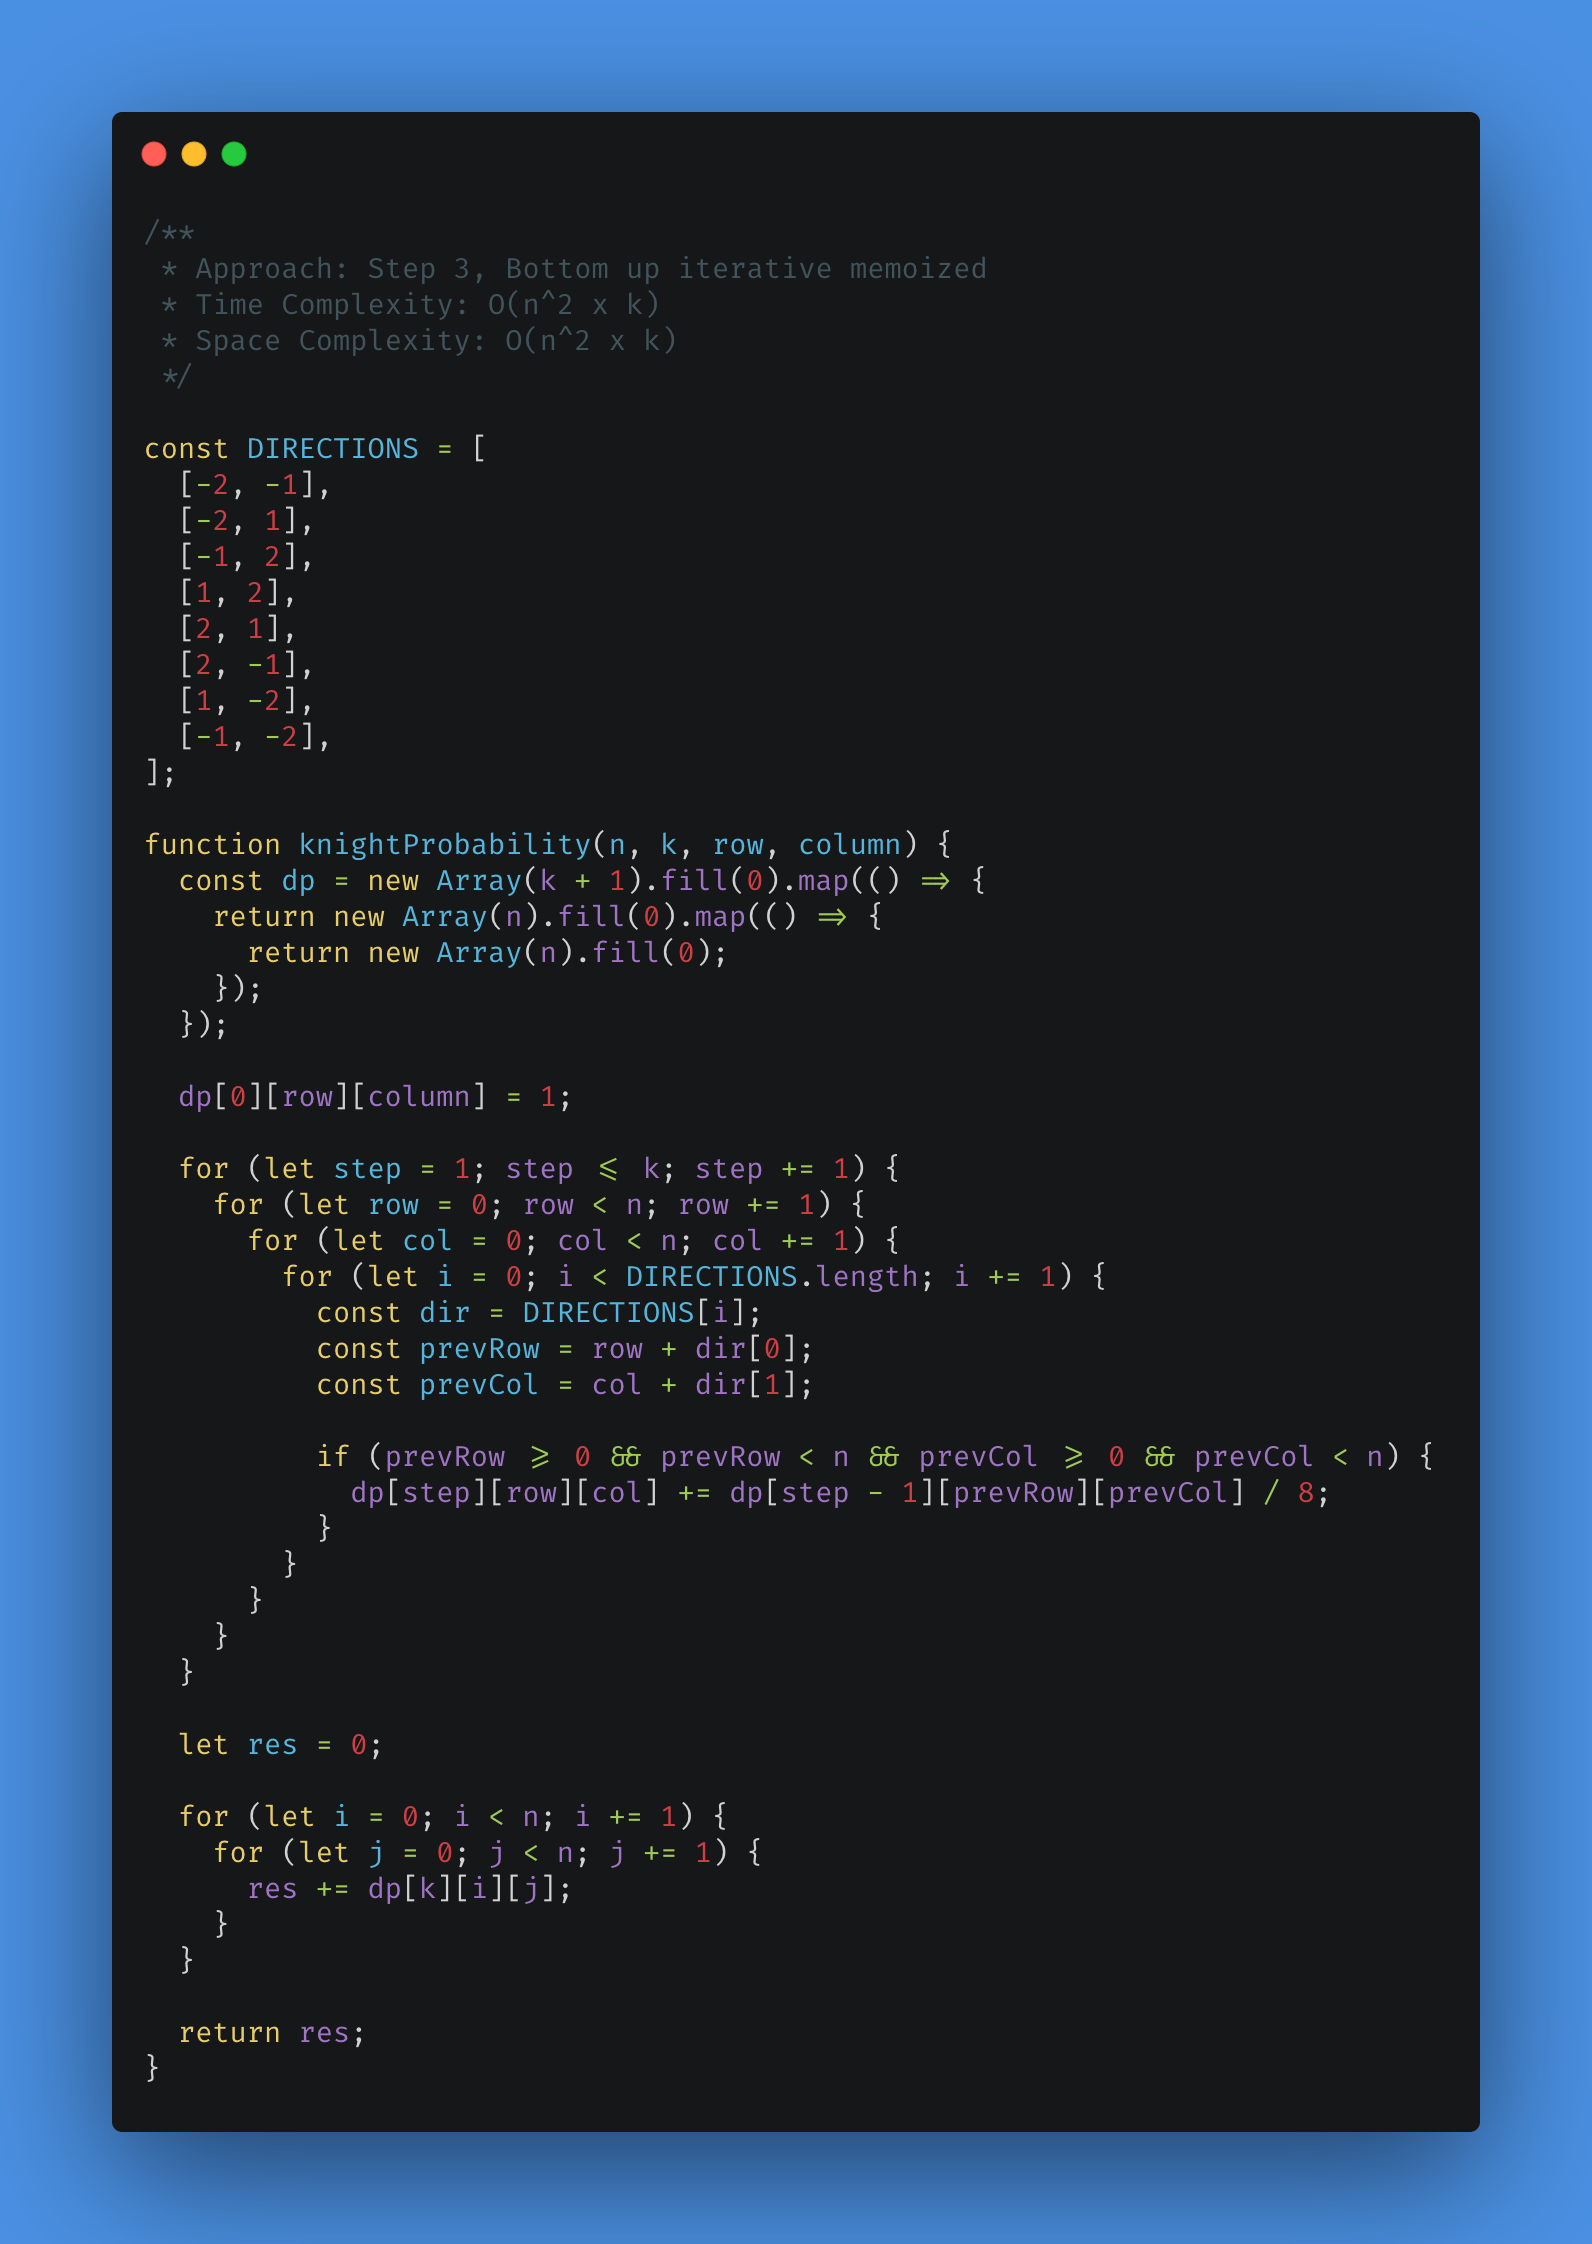 /**
 * Approach: Step 3, Bottom up iterative memoized
 * Time Complexity: O(n^2 x k)
 * Space Complexity: O(n^2 x k)
 */

const DIRECTIONS = [
  [-2, -1],
  [-2, 1],
  [-1, 2],
  [1, 2],
  [2, 1],
  [2, -1],
  [1, -2],
  [-1, -2],
];

function knightProbability(n, k, row, column) {
  const dp = new Array(k + 1).fill(0).map(() => {
    return new Array(n).fill(0).map(() => {
      return new Array(n).fill(0);
    });
  });

  dp[0][row][column] = 1;

  for (let step = 1; step <= k; step += 1) {
    for (let row = 0; row < n; row += 1) {
      for (let col = 0; col < n; col += 1) {
        for (let i = 0; i < DIRECTIONS.length; i += 1) {
          const dir = DIRECTIONS[i];
          const prevRow = row + dir[0];
          const prevCol = col + dir[1];

          if (prevRow >= 0 && prevRow < n && prevCol >= 0 && prevCol < n) {
            dp[step][row][col] += dp[step - 1][prevRow][prevCol] / 8;
          }
        }
      }
    }
  }

  let res = 0;

  for (let i = 0; i < n; i += 1) {
    for (let j = 0; j < n; j += 1) {
      res += dp[k][i][j];
    }
  }

  return res;
}